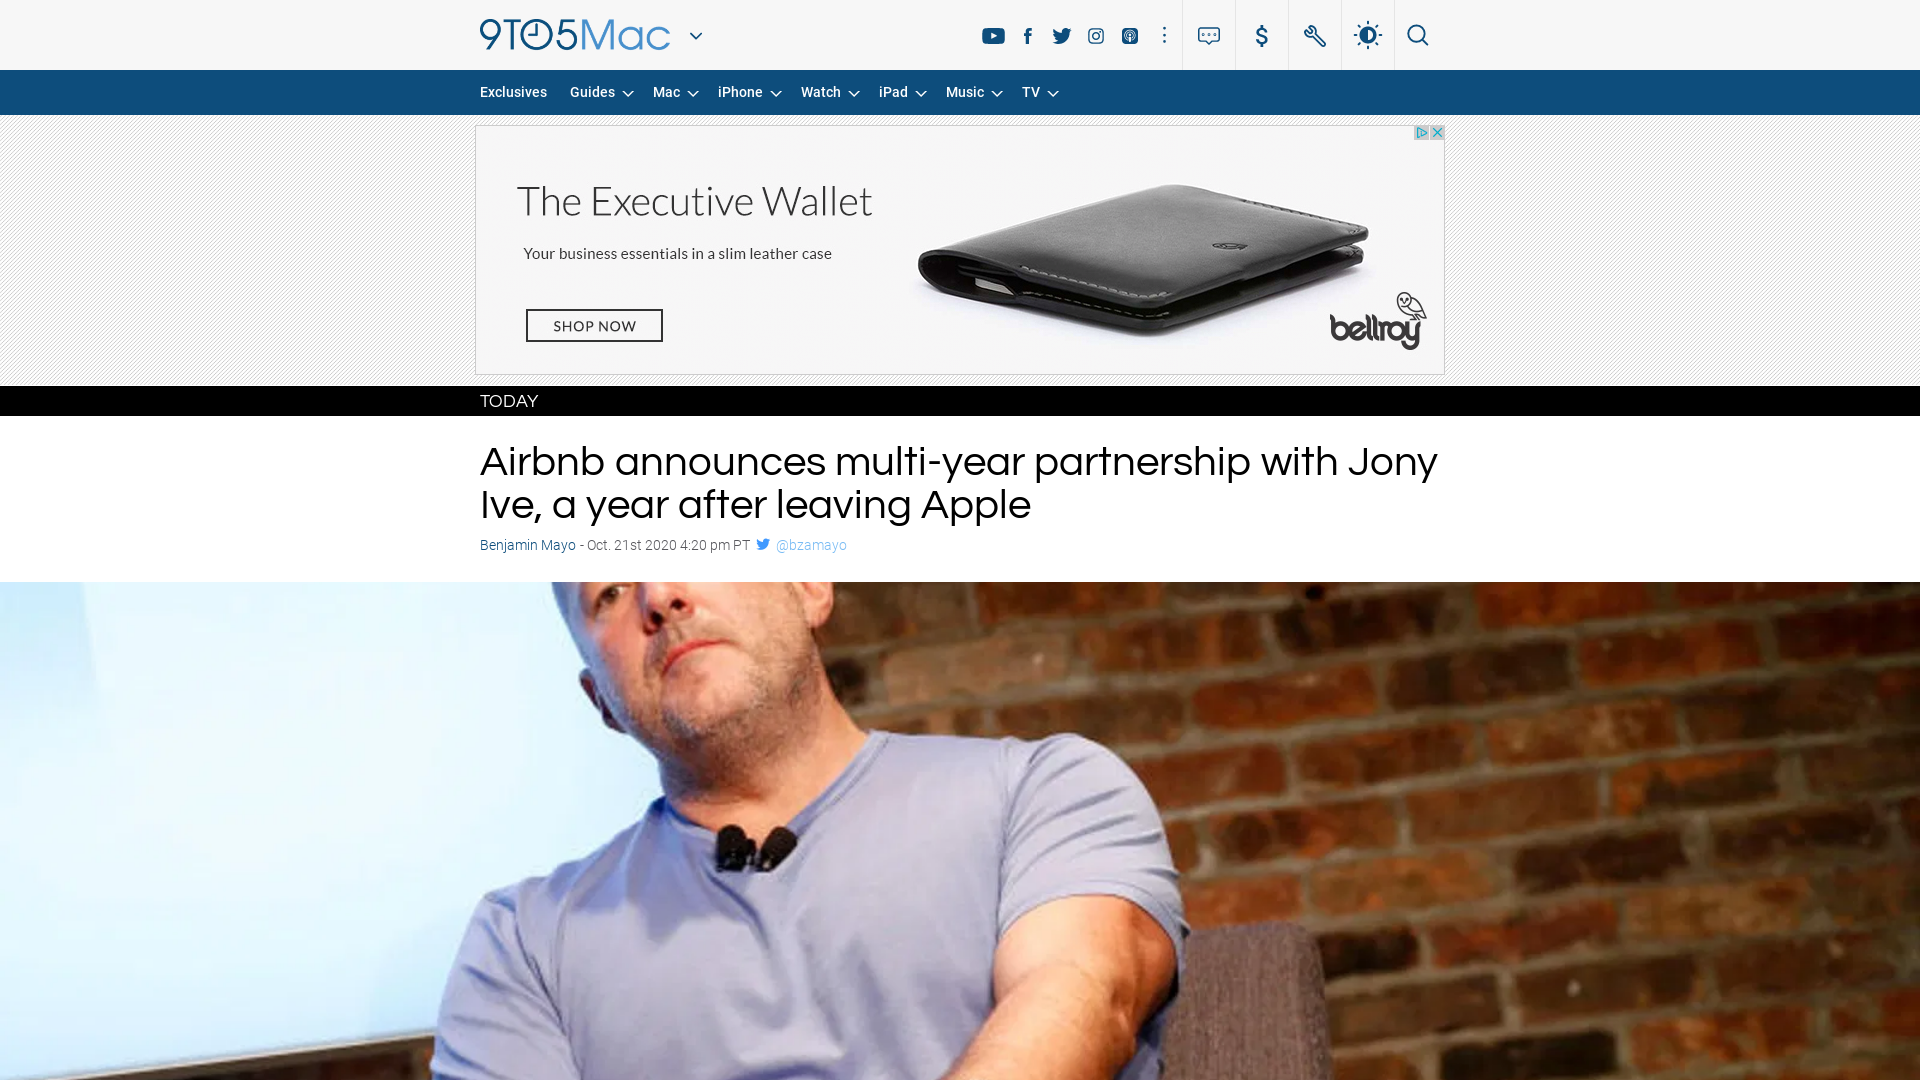 9TO5Mac
Exclusives Guides Mac iPhone Watch iPad Music TV
The Executive Wallet
Your business essentials in a slim leather case
SHOP NOW
bellroy
TODAY
Airbnb announces multi-year partnership with Jony
Ive, a year after leaving Apple
Benjamin Mayo - Oct. 21st 2020 4:20 pm PT @bzamayo